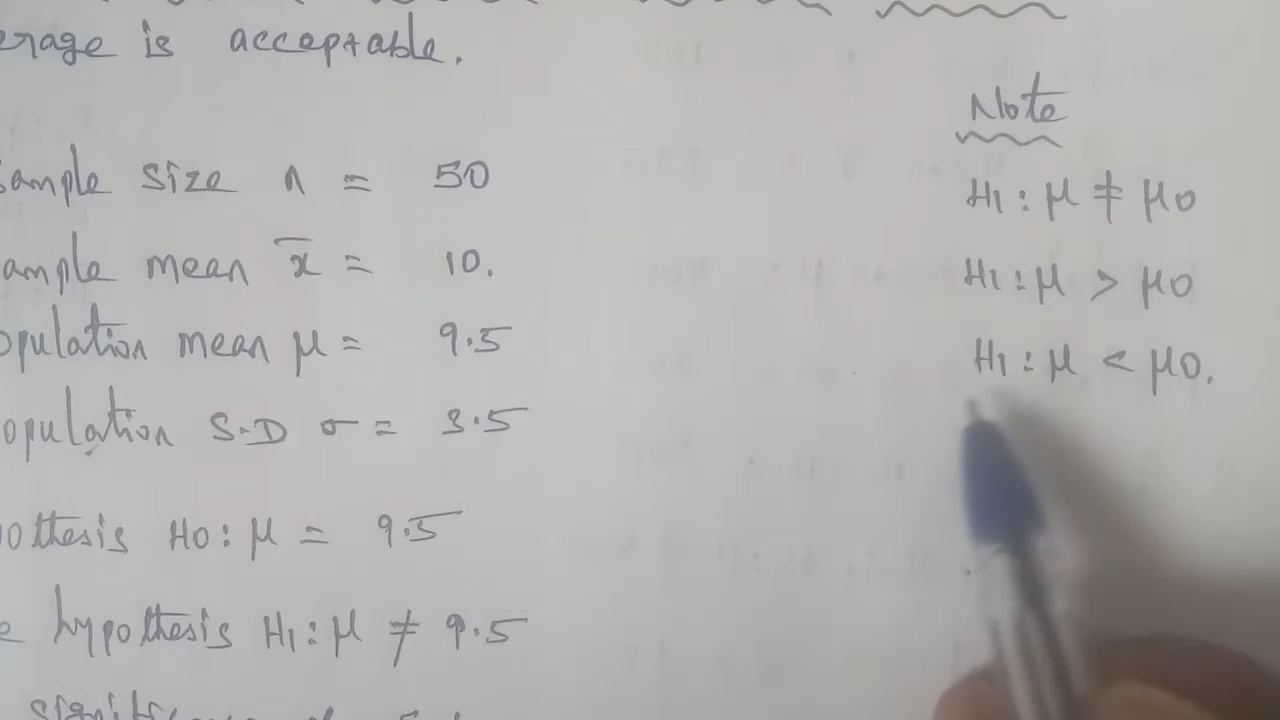 erage is acceptable.
Note
ample size n = 50
H1 : μ ≠ μ0
ample mean x̅ = 10.
H1 : μ > μ0
opulation mean μ = 9.5
H1 : μ < μ0.
opulation S.D σ = 3.5
othesis H0 : μ = 9.5
e hypothesis H1 : μ ≠ 9.5